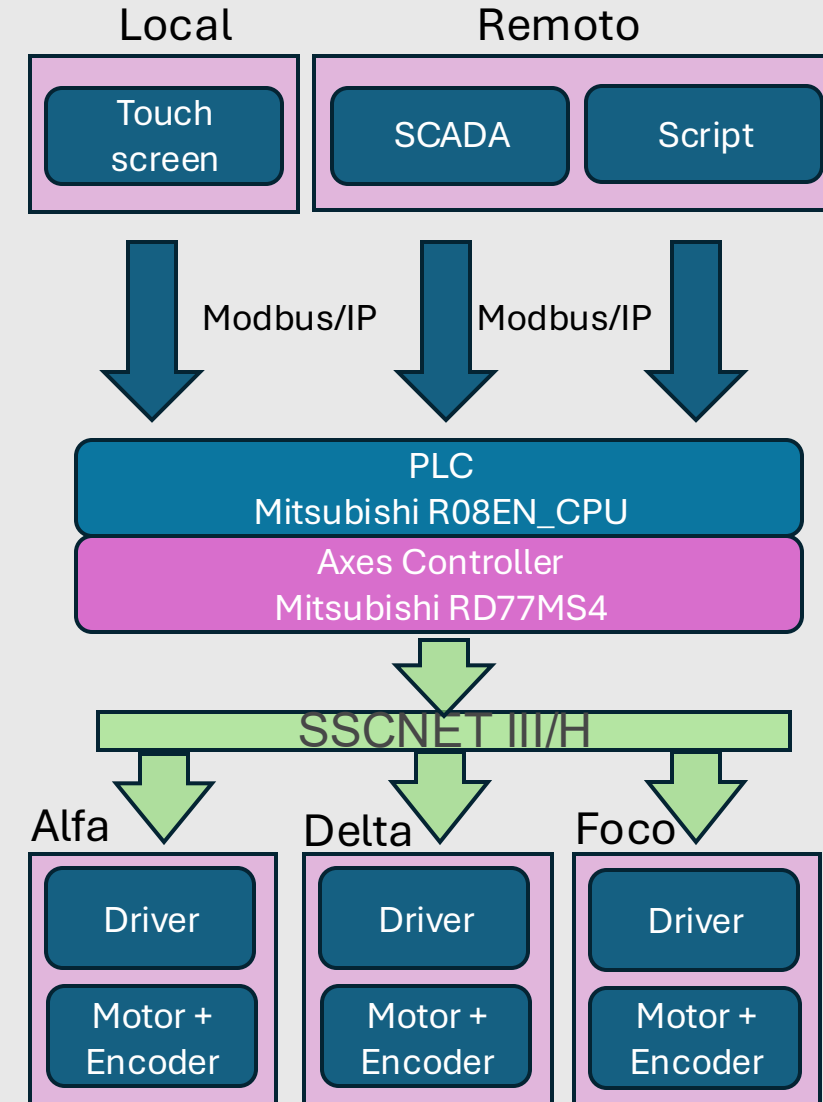 Local
Remoto
Touch
screen
SCADA
Script
Modbus/IP
Modbus/IP
PLC
Mitsubishi R08EN_CPU
Axes Controller
Mitsubishi RD77MS4
SSCNET III/H
Alfa
Delta
Foco
Driver
Driver
Driver
Motor +
Encoder
Motor +
Encoder
Motor +
Encoder